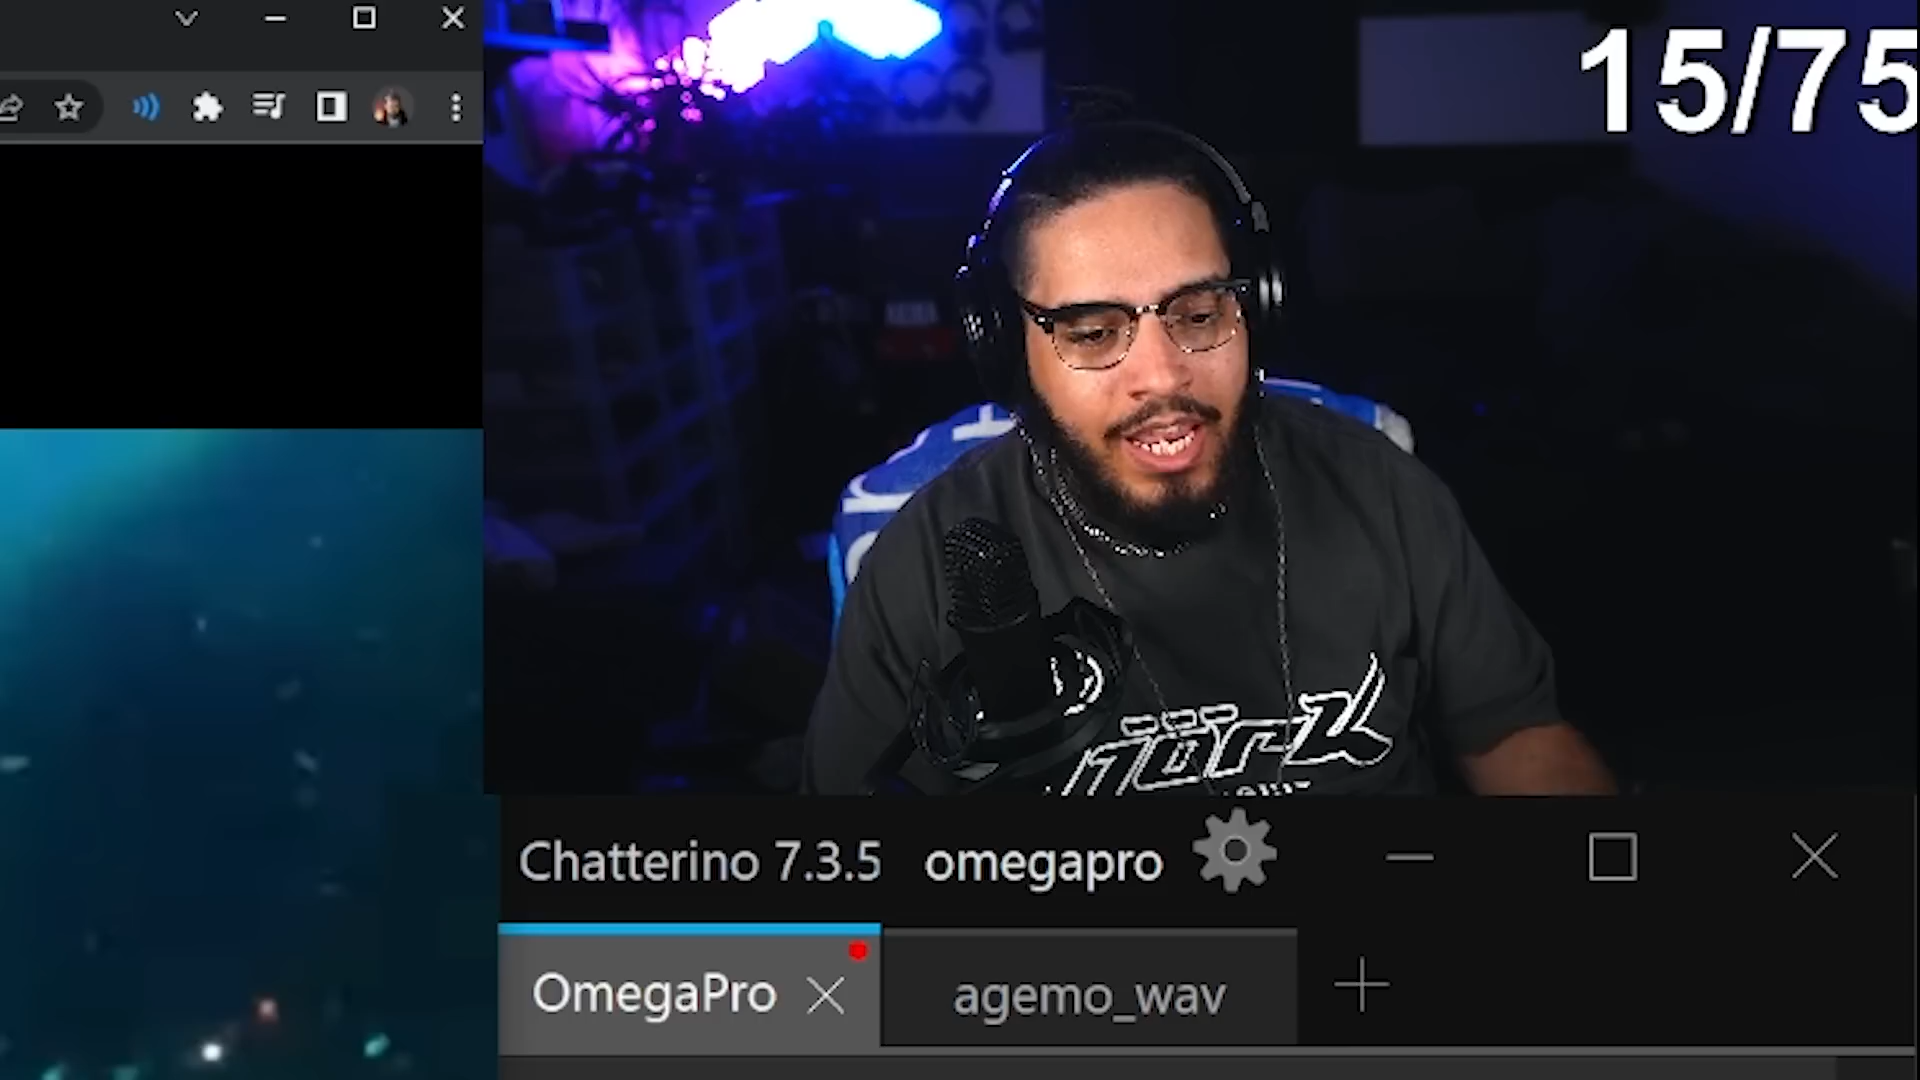 15/75
Chatterino 7.3.5 omegapro
OmegaPro
agemo_wav